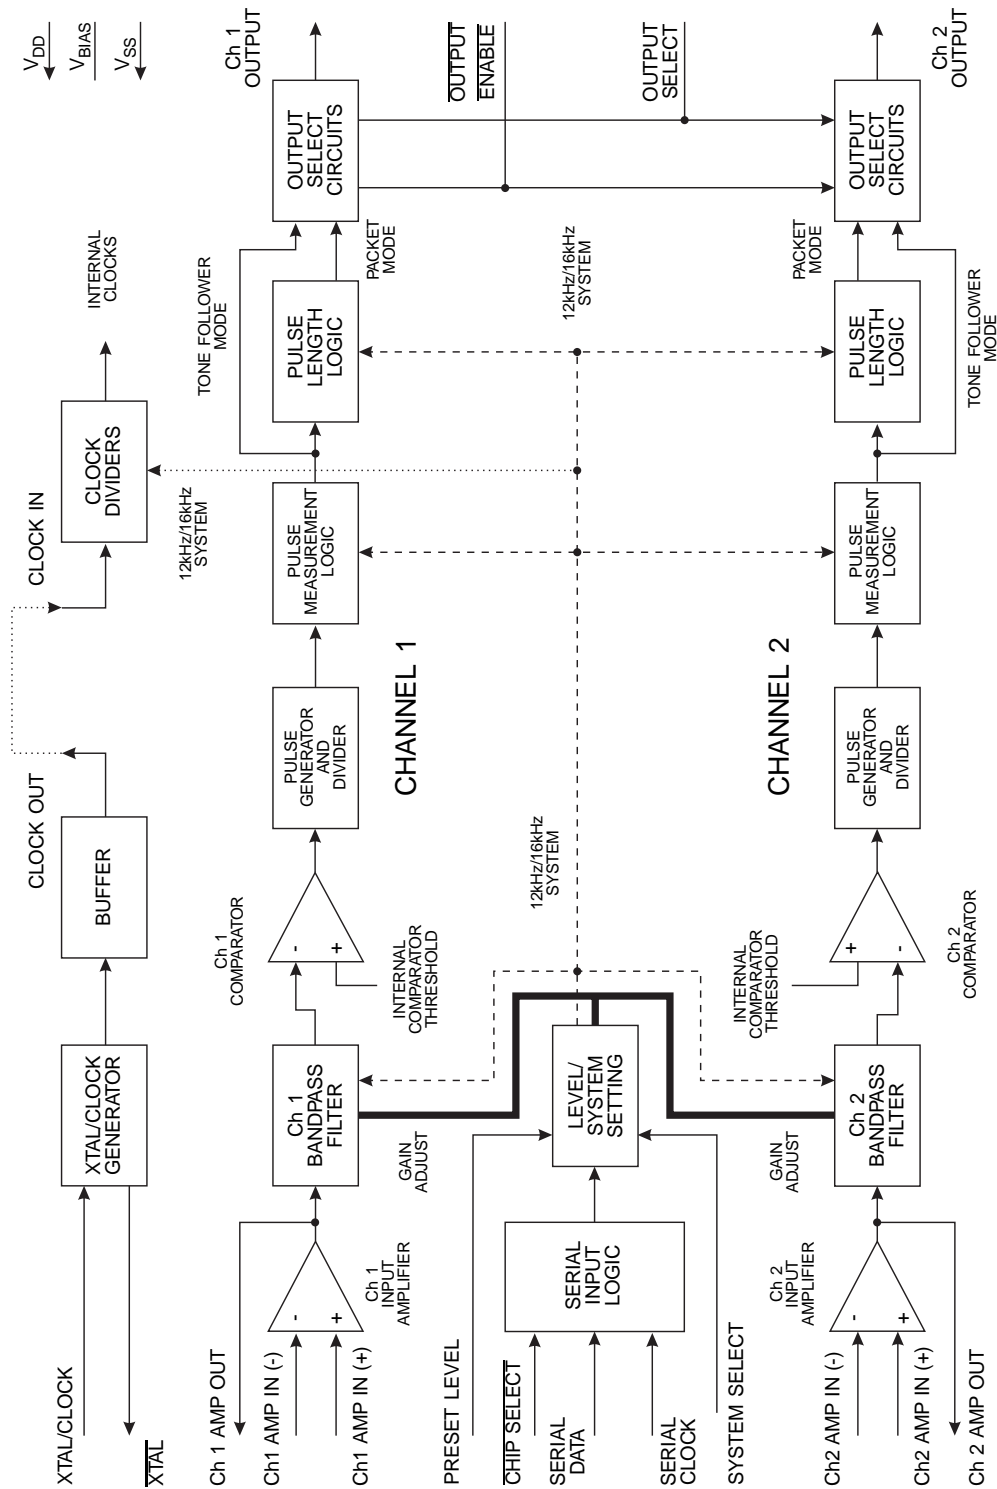 V_DD
V_BIAS
V_SS
INTERNAL
CLOCKS
CLOCK IN
CLOCK
DIVIDERS
12kHz/16kHz
SYSTEM
CLOCK OUT
BUFFER
XTAL/CLOCK
GENERATOR
XTAL/CLOCK
XTAL
Ch 1
OUTPUT
OUTPUT
SELECT
CIRCUITS
TONE FOLLOWER
MODE
PACKET
MODE
PULSE
LENGTH
LOGIC
PULSE
MEASUREMENT
LOGIC
PULSE
GENERATOR
AND
DIVIDER
CHANNEL 1
Ch 1
COMPARATOR
-
+
INTERNAL
COMPARATOR
THRESHOLD
Ch 1
BANDPASS
FILTER
GAIN
ADJUST
Ch 1
INPUT
AMPLIFIER
-
+
Ch 1 AMP OUT
Ch1 AMP IN (-)
Ch1 AMP IN (+)
OUTPUT
ENABLE
OUTPUT
SELECT
12kHz/16kHz
SYSTEM
12kHz/16kHz
SYSTEM
LEVEL/
SYSTEM
SETTING
SERIAL
INPUT
LOGIC
PRESET LEVEL
CHIP SELECT
SERIAL
DATA
SERIAL
CLOCK
SYSTEM SELECT
Ch 2
OUTPUT
OUTPUT
SELECT
CIRCUITS
PACKET
MODE
TONE FOLLOWER
MODE
PULSE
LENGTH
LOGIC
PULSE
MEASUREMENT
LOGIC
CHANNEL 2
PULSE
GENERATOR
AND
DIVIDER
INTERNAL
COMPARATOR
THRESHOLD
+
-
Ch 2
COMPARATOR
Ch 2
BANDPASS
FILTER
GAIN
ADJUST
Ch 2
INPUT
AMPLIFIER
-
+
Ch2 AMP IN (-)
Ch2 AMP IN (+)
Ch 2 AMP OUT